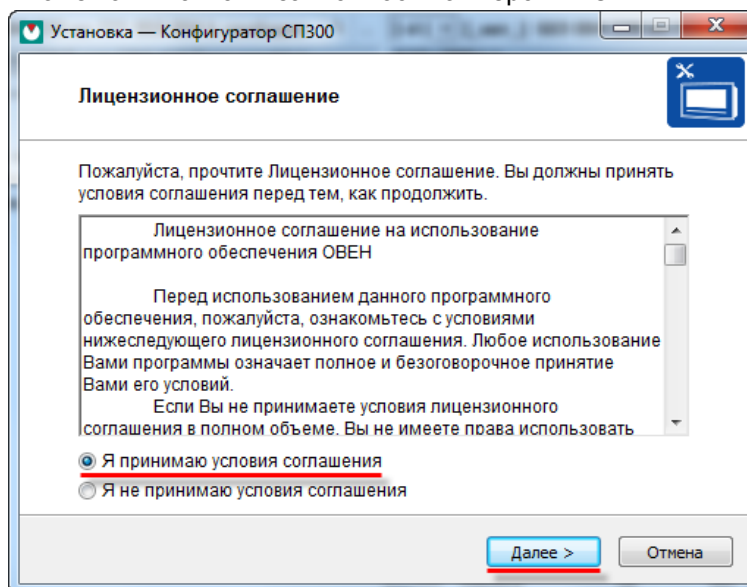 Установка — Конфигуратор СП300
Лицензионное соглашение
Пожалуйста, прочтите Лицензионное соглашение. Вы должны принять
условия соглашения перед тем, как продолжить.
Лицензионное соглашение на использование
программного обеспечения ОВЕН
Перед использованием данного программного
обеспечения, пожалуйста, ознакомьтесь с условиями
нижеследующего лицензионного соглашения. Любое использование
Вами программы означает полное и безоговорочное принятие
Вами его условий.
Если Вы не принимаете условия лицензионного
соглашения в полном объеме, Вы не имеете права использовать
Я принимаю условия соглашения
Я не принимаю условия соглашения
Далее >
Отмена